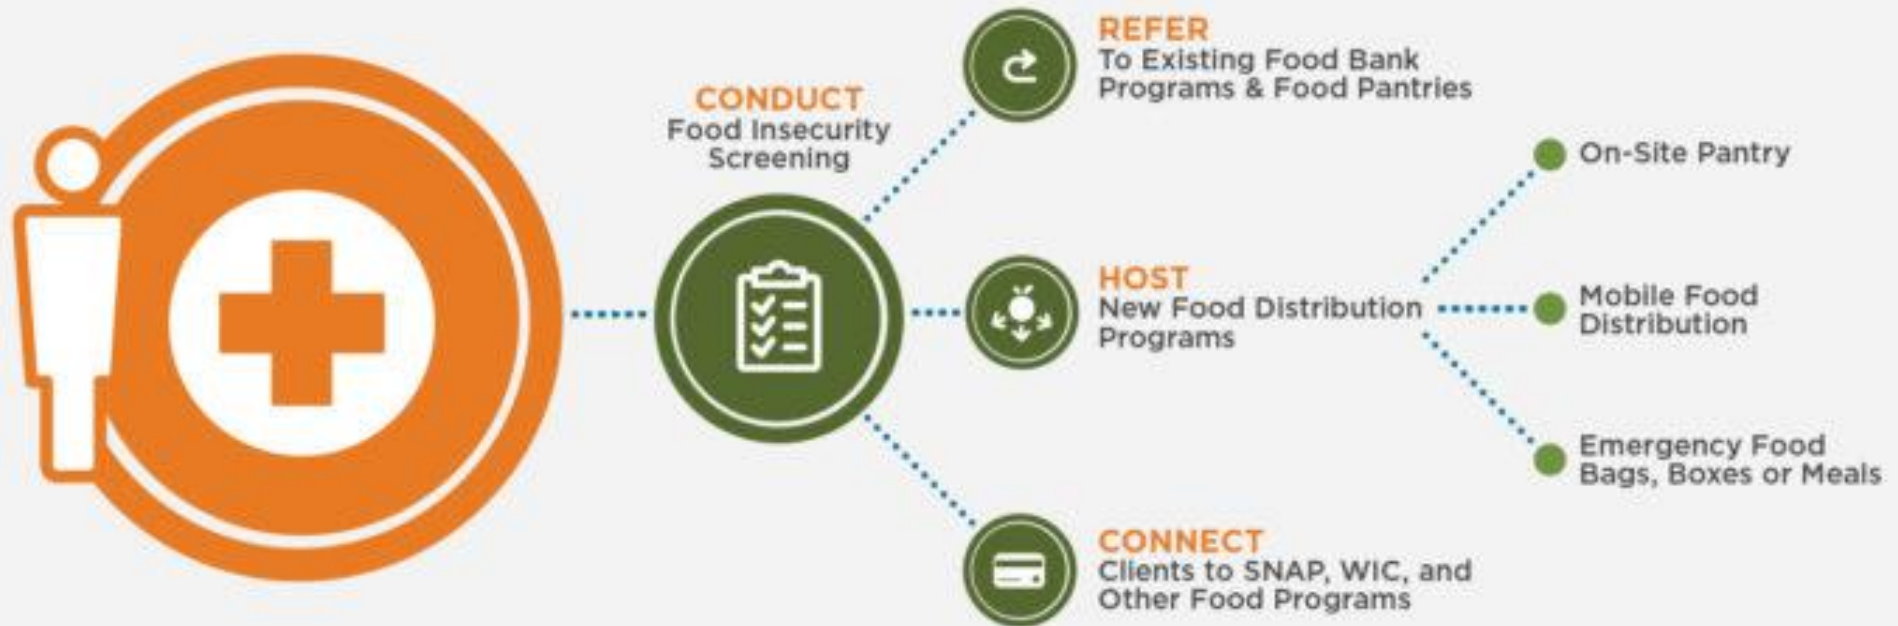 CONDUCT
Food Insecurity
Screening
REFER
To Existing Food Bank
Programs & Food Pantries
HOST
New Food Distribution
Programs
On-Site Pantry
Mobile Food
Distribution
Emergency Food
Bags, Boxes or Meals
CONNECT
Clients to SNAP, WIC, and
Other Food Programs